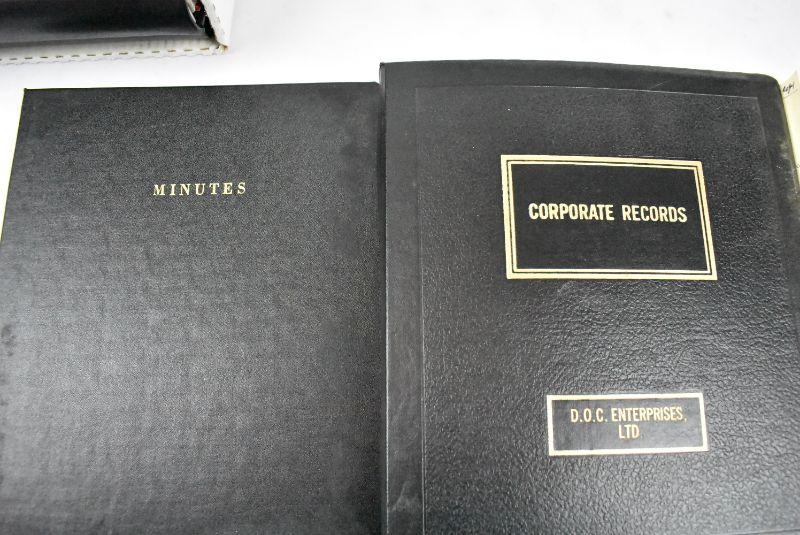 MINUTES
CORPORATE RECORDS
D.O.C. ENTERPRISES,
LTD